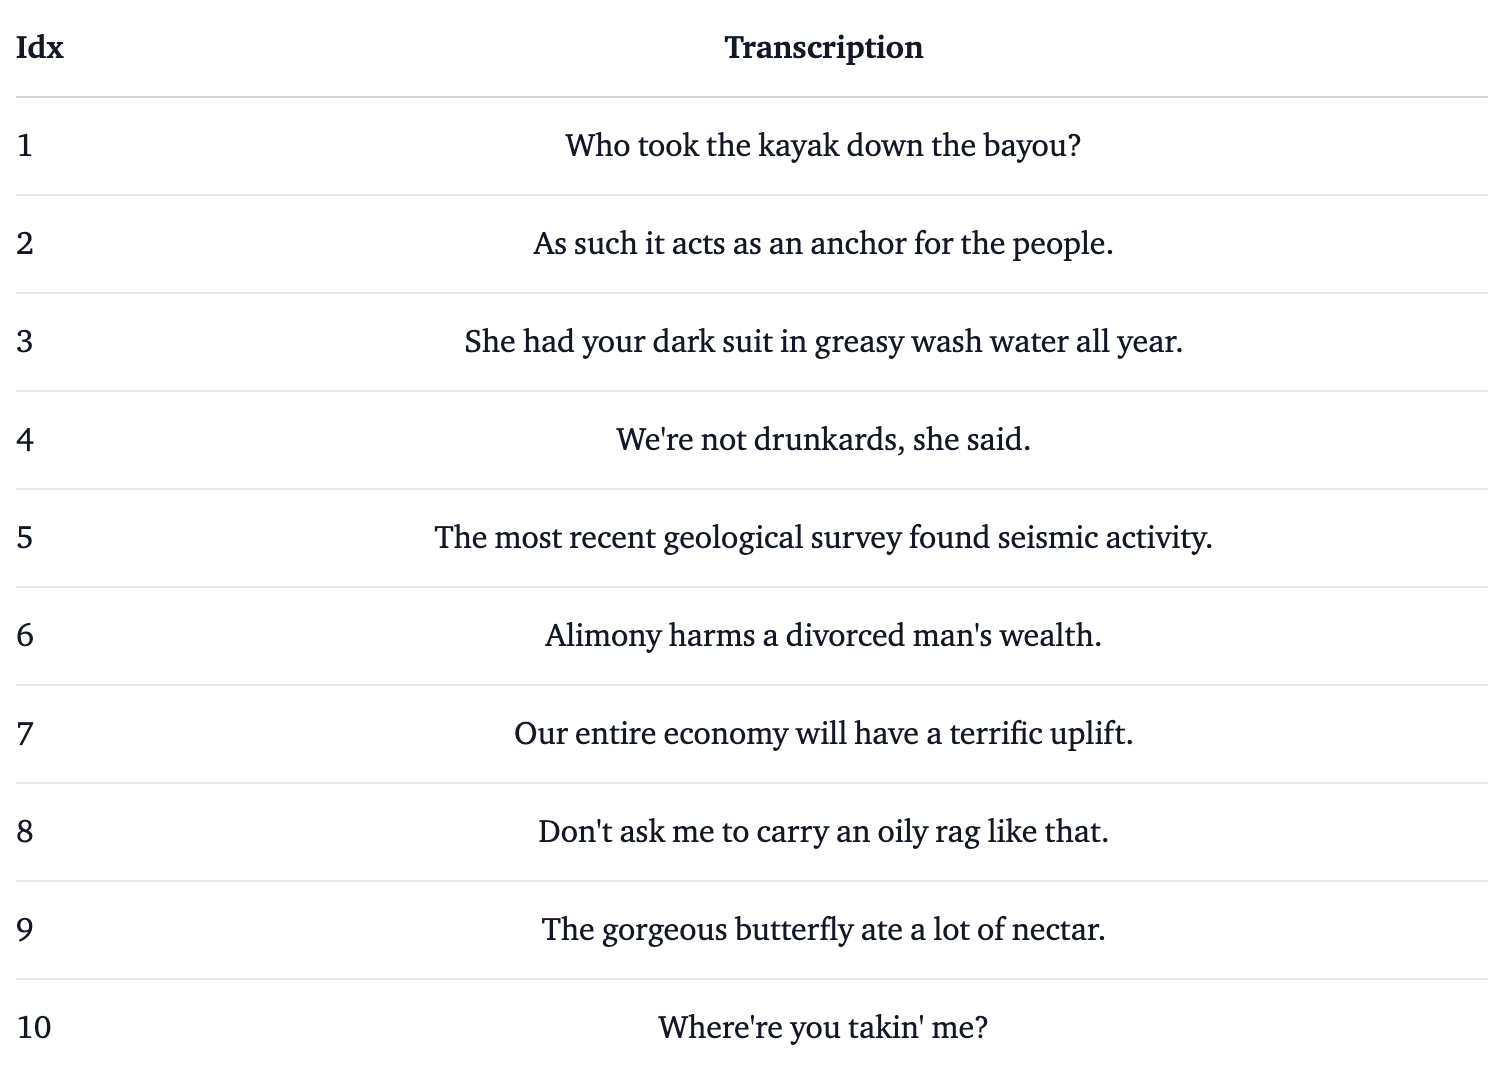 Idx Transcription
1 Who took the kayak down the bayou?
2 As such it acts as an anchor for the people.
3 She had your dark suit in greasy wash water all year.
4 We're not drunkards, she said.
5 The most recent geological survey found seismic activity.
6 Alimony harms a divorced man's wealth.
7 Our entire economy will have a terrific uplift.
8 Don't ask me to carry an oily rag like that.
9 The gorgeous butterfly ate a lot of nectar.
10 Where're you takin' me?